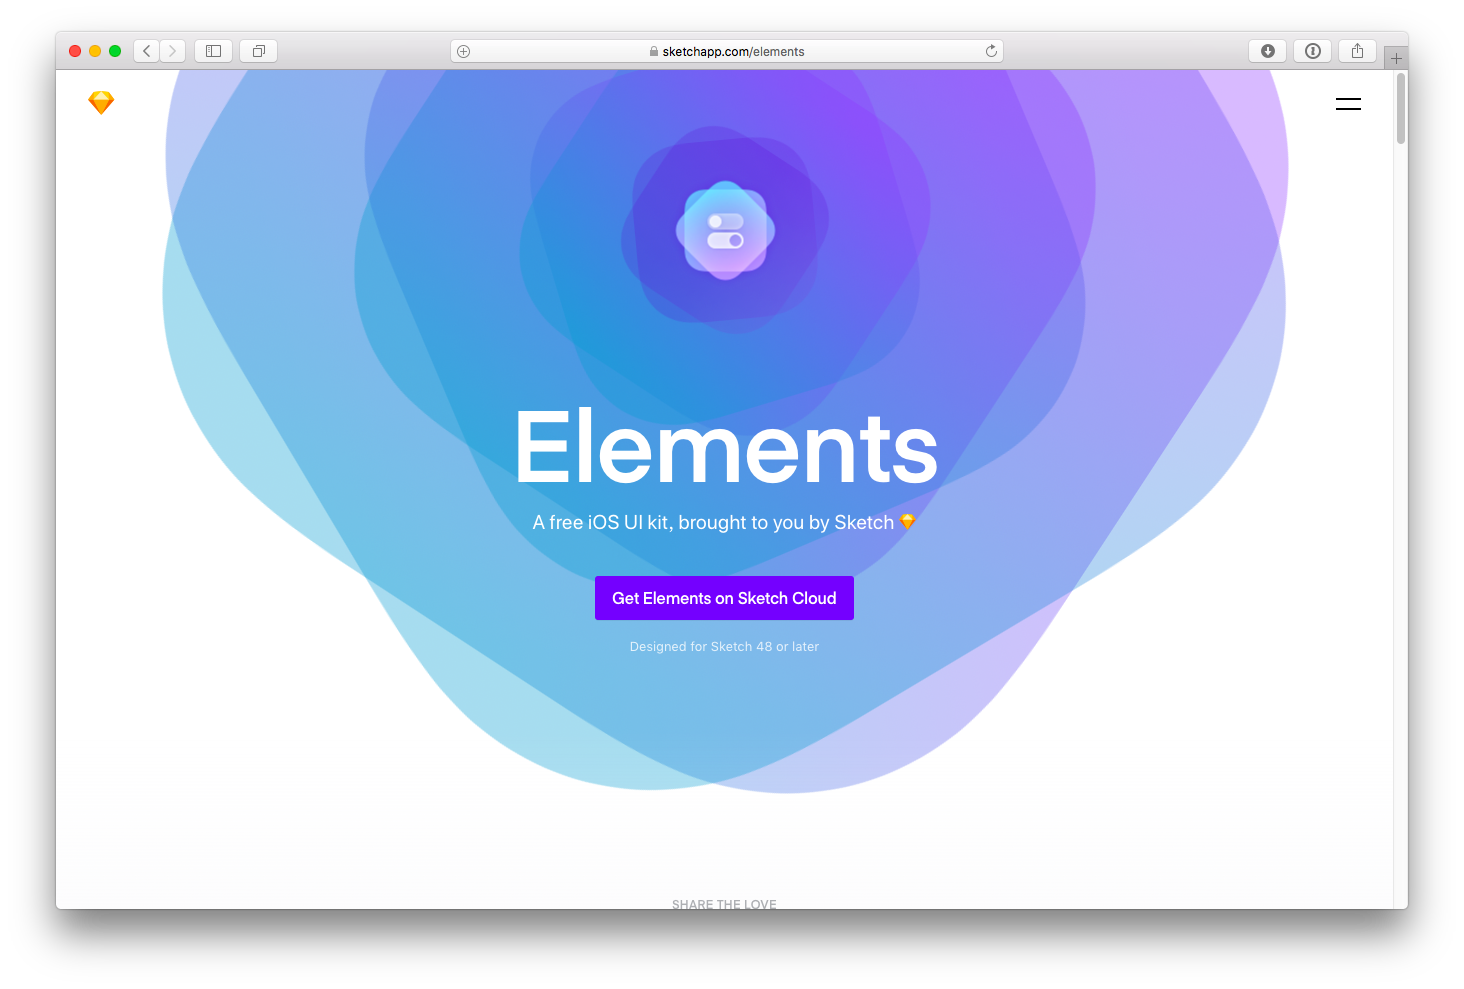 sketchapp.com/elements
Elements
A free iOS UI kit, brought to you by Sketch
Get Elements on Sketch Cloud
Designed for Sketch 48 or later
SHARE THE LOVE